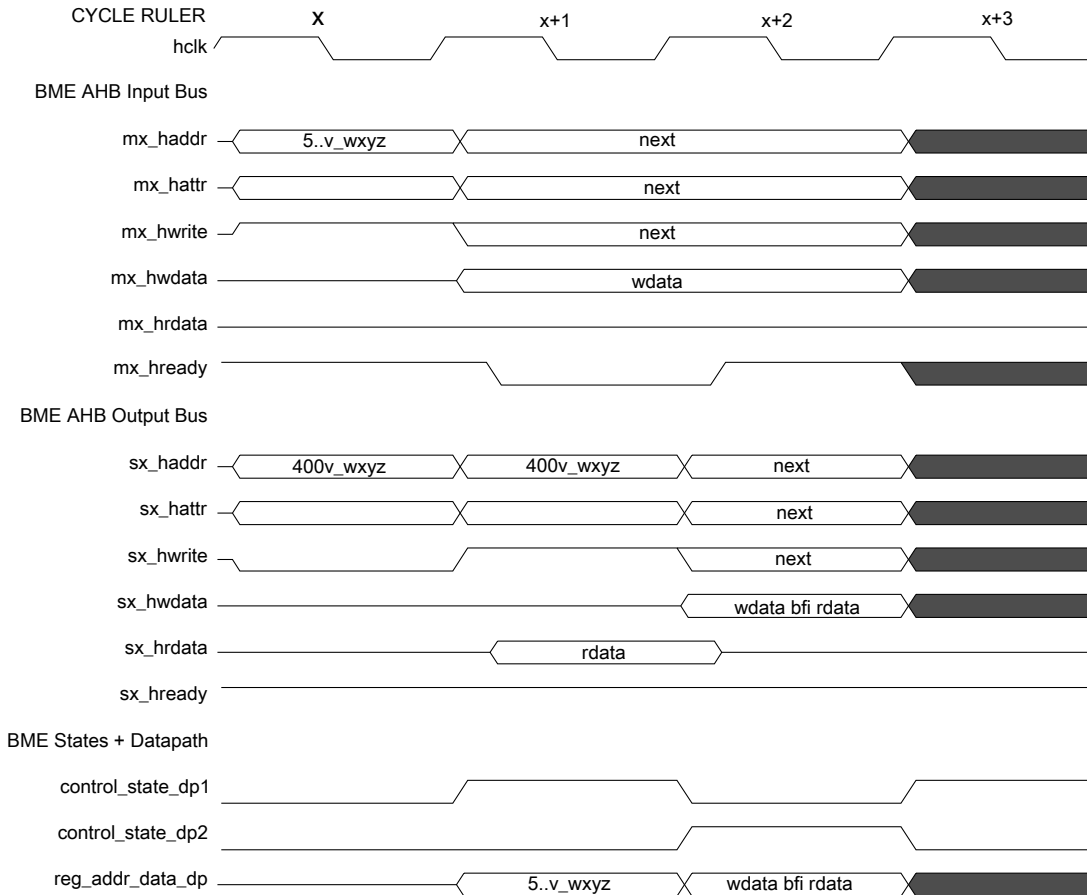 CYCLE RULER x x+1 x+2 x+3
hclk
BME AHB Input Bus
mx_haddr 5..v_wxyz next
mx_hattr next
mx_hwrite next
mx_hwdata wdata
mx_hrdata
mx_hready
BME AHB Output Bus
sx_haddr 400v_wxyz 400v_wxyz next
sx_hattr next
sx_hwrite next
sx_hwdata wdata bfi rdata
sx_hrdata rdata
sx_hready
BME States + Datapath
control_state_dp1
control_state_dp2
reg_addr_data_dp 5..v_wxyz wdata bfi rdata